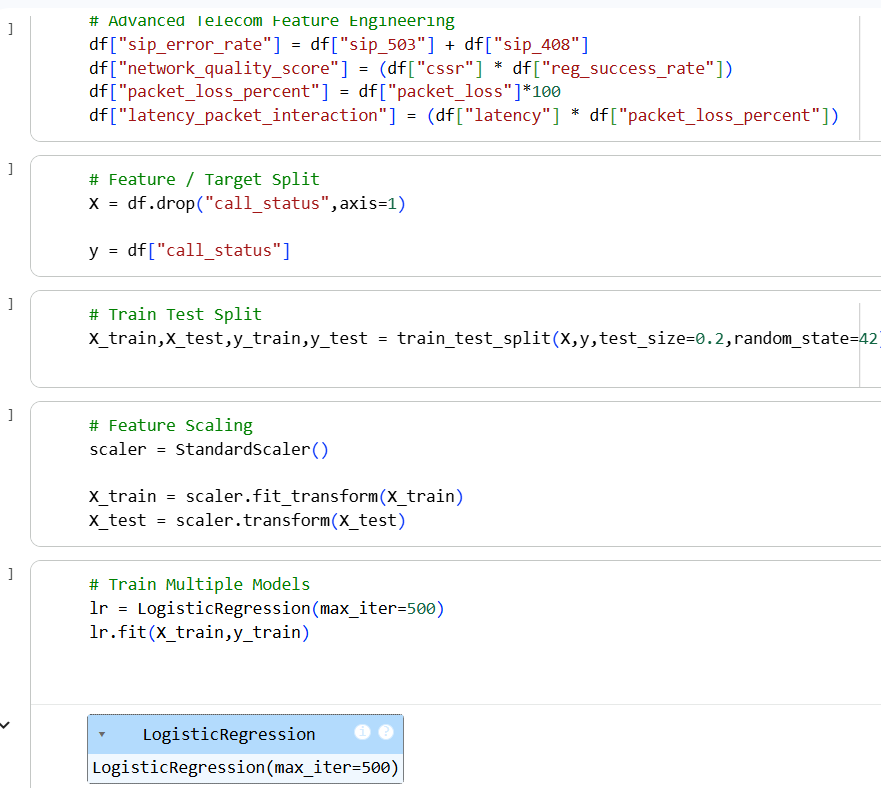 ]
# Advanced Telecom Feature Engineering
df["sip_error_rate"] = df["sip_503"] + df["sip_408"]
df["network_quality_score"] = (df["cssr"] * df["reg_success_rate"])
df["packet_loss_percent"] = df["packet_loss"]*100
df["latency_packet_interaction"] = (df["latency"] * df["packet_loss_percent"])
]
# Feature / Target Split
X = df.drop("call_status",axis=1)
y = df["call_status"]
]
# Train Test Split
X_train,X_test,y_train,y_test = train_test_split(X,y,test_size=0.2,random_state=42)
]
# Feature Scaling
scaler = StandardScaler()
X_train = scaler.fit_transform(X_train)
X_test = scaler.transform(X_test)
]
# Train Multiple Models
lr = LogisticRegression(max_iter=500)
lr.fit(X_train,y_train)
LogisticRegression i ?
LogisticRegression(max_iter=500)